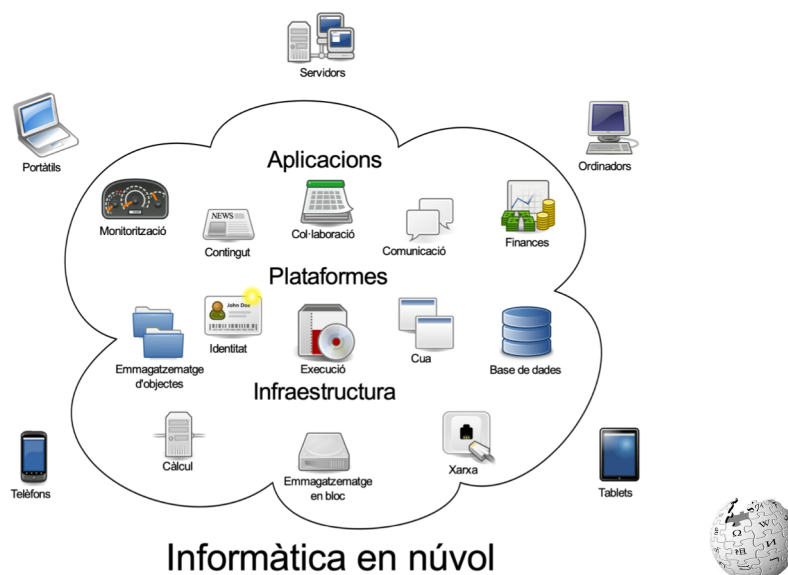 Servidors
Portàtils
Ordinadors
Aplicacions
Monitorització
NEWS
Contingut
Col·laboració
Comunicació
Finances
Plataformes
John Doe
Identitat
Emmagatzematge
d'objectes
Execució
Cua
Base de dades
Infraestructura
Càlcul
Emmagatzematge
en bloc
Xarxa
Telèfons
Tablets
Informàtica en núvol
Ω
W
И